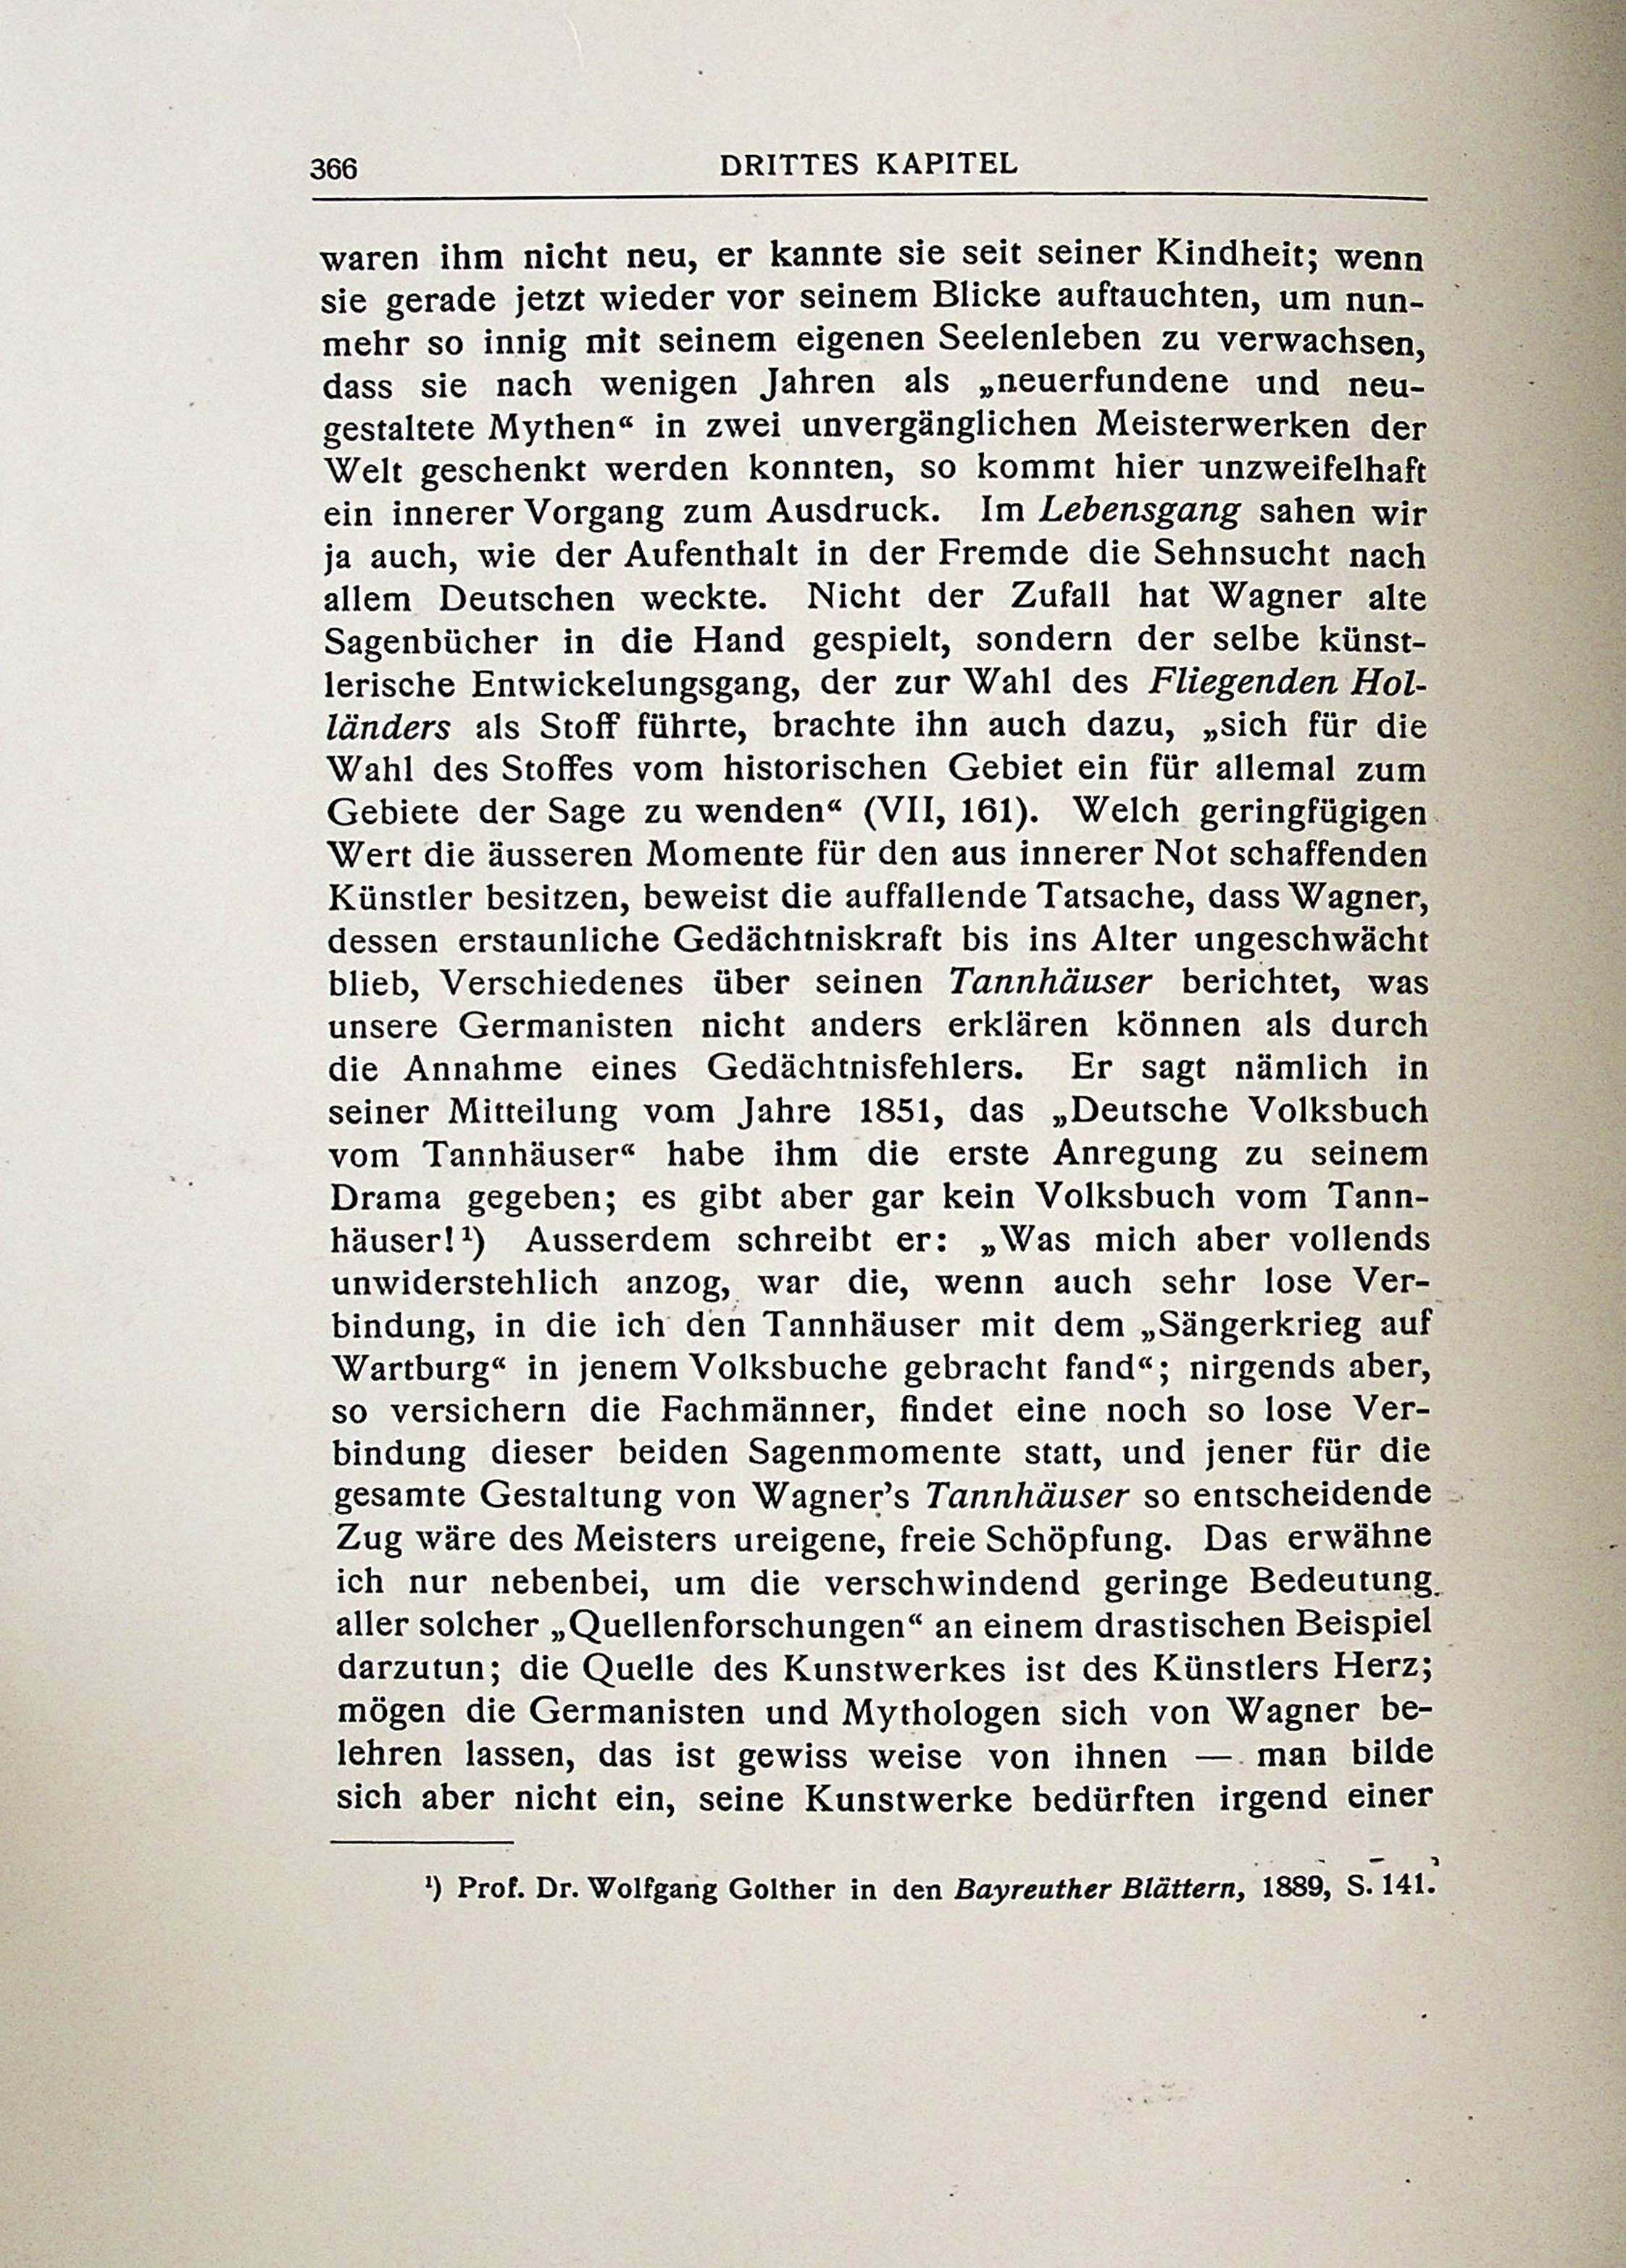 366
DRITTES KAPITEL
waren ihm nicht neu, er kannte sie seit seiner Kindheit; wenn
sie gerade jetzt wieder vor seinem Blicke auftauchten, um nun-
mehr so innig mit seinem eigenen Seelenleben zu verwachsen,
dass sie nach wenigen Jahren als „neuerfundene und neu-
gestaltete Mythen“ in zwei unvergänglichen Meisterwerken der
Welt geschenkt werden konnten, so kommt hier unzweifelhaft
ein innerer Vorgang zum Ausdruck. Im Lebensgang sahen wir
ja auch, wie der Aufenthalt in der Fremde die Sehnsucht nach
allem Deutschen weckte. Nicht der Zufall hat Wagner alte
Sagenbücher in die Hand gespielt, sondern der selbe künst-
lerische Entwickelungsgang, der zur Wahl des Fliegenden Hol-
länders als Stoff führte, brachte ihn auch dazu, „sich für die
Wahl des Stoffes vom historischen Gebiet ein für allemal zum
Gebiete der Sage zu wenden“ (VII, 161). Welch geringfügigen
Wert die äusseren Momente für den aus innerer Not schaffenden
Künstler besitzen, beweist die auffallende Tatsache, dass Wagner,
dessen erstaunliche Gedächtniskraft bis ins Alter ungeschwächt
blieb, Verschiedenes über seinen Tannhäuser berichtet, was
unsere Germanisten nicht anders erklären können als durch
die Annahme eines Gedächtnisfehlers. Er sagt nämlich in
seiner Mitteilung vom Jahre 1851, das „Deutsche Volksbuch
vom Tannhäuser“ habe ihm die erste Anregung zu seinem
Drama gegeben; es gibt aber gar kein Volksbuch vom Tann-
häuser!¹) Ausserdem schreibt er: „Was mich aber vollends
unwiderstehlich anzog, war die, wenn auch sehr lose Ver-
bindung, in die ich den Tannhäuser mit dem „Sängerkrieg auf
Wartburg“ in jenem Volksbuche gebracht fand“; nirgends aber,
so versichern die Fachmänner, findet eine noch so lose Ver-
bindung dieser beiden Sagenmomente statt, und jener für die
gesamte Gestaltung von Wagner's Tannhäuser so entscheidende
Zug wäre des Meisters ureigene, freie Schöpfung. Das erwähne
ich nur nebenbei, um die verschwindend geringe Bedeutung
aller solcher „Quellenforschungen“ an einem drastischen Beispiel
darzutun; die Quelle des Kunstwerkes ist des Künstlers Herz;
mögen die Germanisten und Mythologen sich von Wagner be-
lehren lassen, das ist gewiss weise von ihnen — man bilde
sich aber nicht ein, seine Kunstwerke bedürften irgend einer
¹) Prof. Dr. Wolfgang Golther in den Bayreuther Blättern, 1889, S. 141.